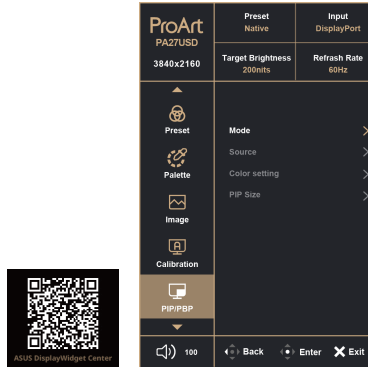 ProArt
PA27USD
3840x2160
Preset
Native
Input
DisplayPort
Target Brightness
200nits
Refrash Rate
60Hz
Preset
Palette
Image
Calibration
PIP/PBP
Mode
Source
Color setting
PIP Size
100
Back
Enter
Exit
ASUS DisplayWidget Center